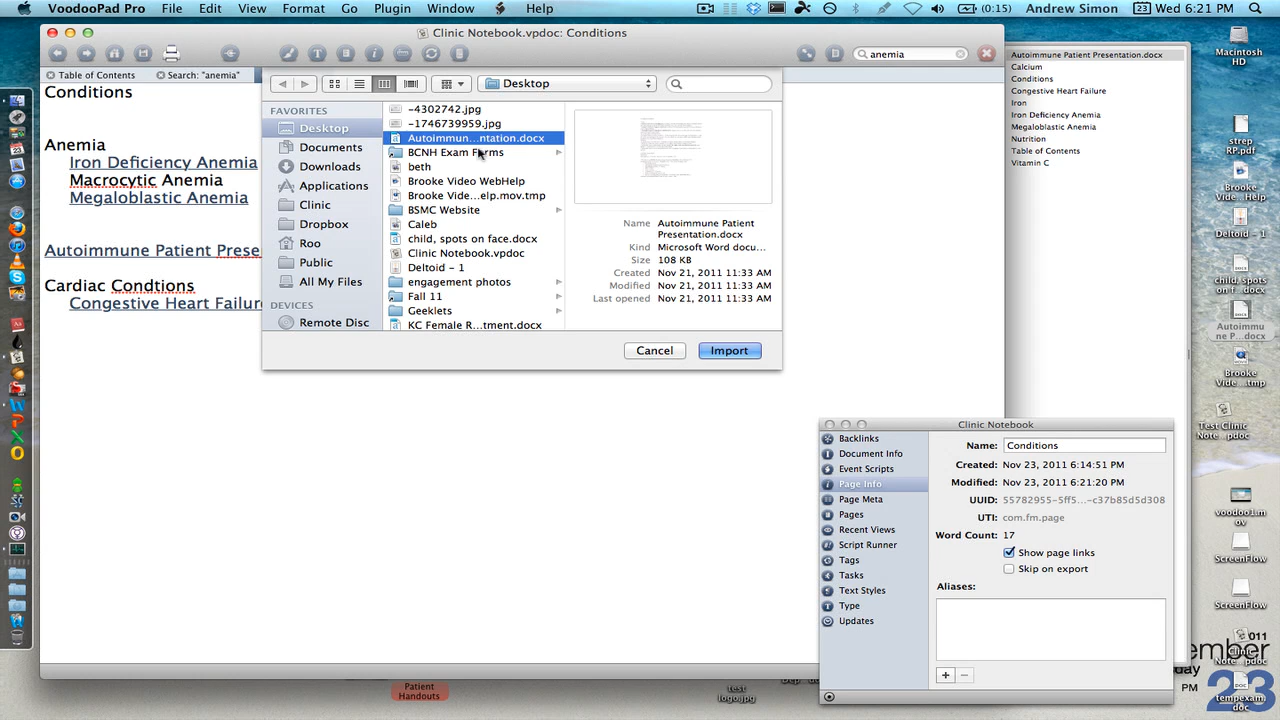 VoodooPad Pro File Edit View Format Go Plugin Window Help (0:15) Andrew Simon 23 Wed 6:21 PM
Clinic Notebook.vpdoc: Conditions
anemia
Table of Contents Search: "anemia"
Conditions
Anemia
Iron Deficiency Anemia
Macrocytic Anemia
Megaloblastic Anemia
Autoimmune Patient Prese
Cardiac Condtions
Congestive Heart Failur
Desktop
FAVORITES
Desktop
Documents
Downloads
Applications
Clinic
Dropbox
Roo
Public
All My Files
DEVICES
Remote Disc
-4302742.jpg
-1746739959.jpg
Autoimmun...ntation.docx
BCNH Exam Forms
beth
Brooke Video WebHelp
Brooke Vide...elp.mov.tmp
BSMC Website
Caleb
child, spots on face.docx
Clinic Notebook.vpdoc
Deltoid - 1
engagement photos
Fall 11
Geeklets
KC Female R...tment.docx
Name Autoimmune Patient
Presentation.docx
Kind Microsoft Word docu...
Size 108 KB
Created Nov 21, 2011 11:33 AM
Modified Nov 21, 2011 11:33 AM
Last opened Nov 21, 2011 11:33 AM
Cancel Import
Autoimmune Patient Presentation.docx
Calcium
Conditions
Congestive Heart Failure
Iron
Iron Deficiency Anemia
Megaloblastic Anemia
Nutrition
Table of Contents
Vitamin C
Clinic Notebook
Backlinks
Document Info
Event Scripts
Page Info
Page Meta
Pages
Recent Views
Script Runner
Tags
Tasks
Text Styles
Type
Updates
Name: Conditions
Created: Nov 23, 2011 6:14:51 PM
Modified: Nov 23, 2011 6:21:20 PM
UUID: 55782955-5ff5...-c37b85d5d308
UTI: com.fm.page
Word Count: 17
Show page links
Skip on export
Aliases:
Macintosh
HD
strep
RP.pdf
Brooke
Vide...Help
Deltoid - 1
child, spots
on f...docx
Autoimmu
ne P...docx
Brooke
Vide...tmp
Test Clinic
Note...pdoc
voodoo1.m
ov
ScreenFlow
ScreenFlow
Clinic
Note...pdoc
tempexam.
doc
Patient
Handouts
test
logo.jpg
011
ember
day
PM 23